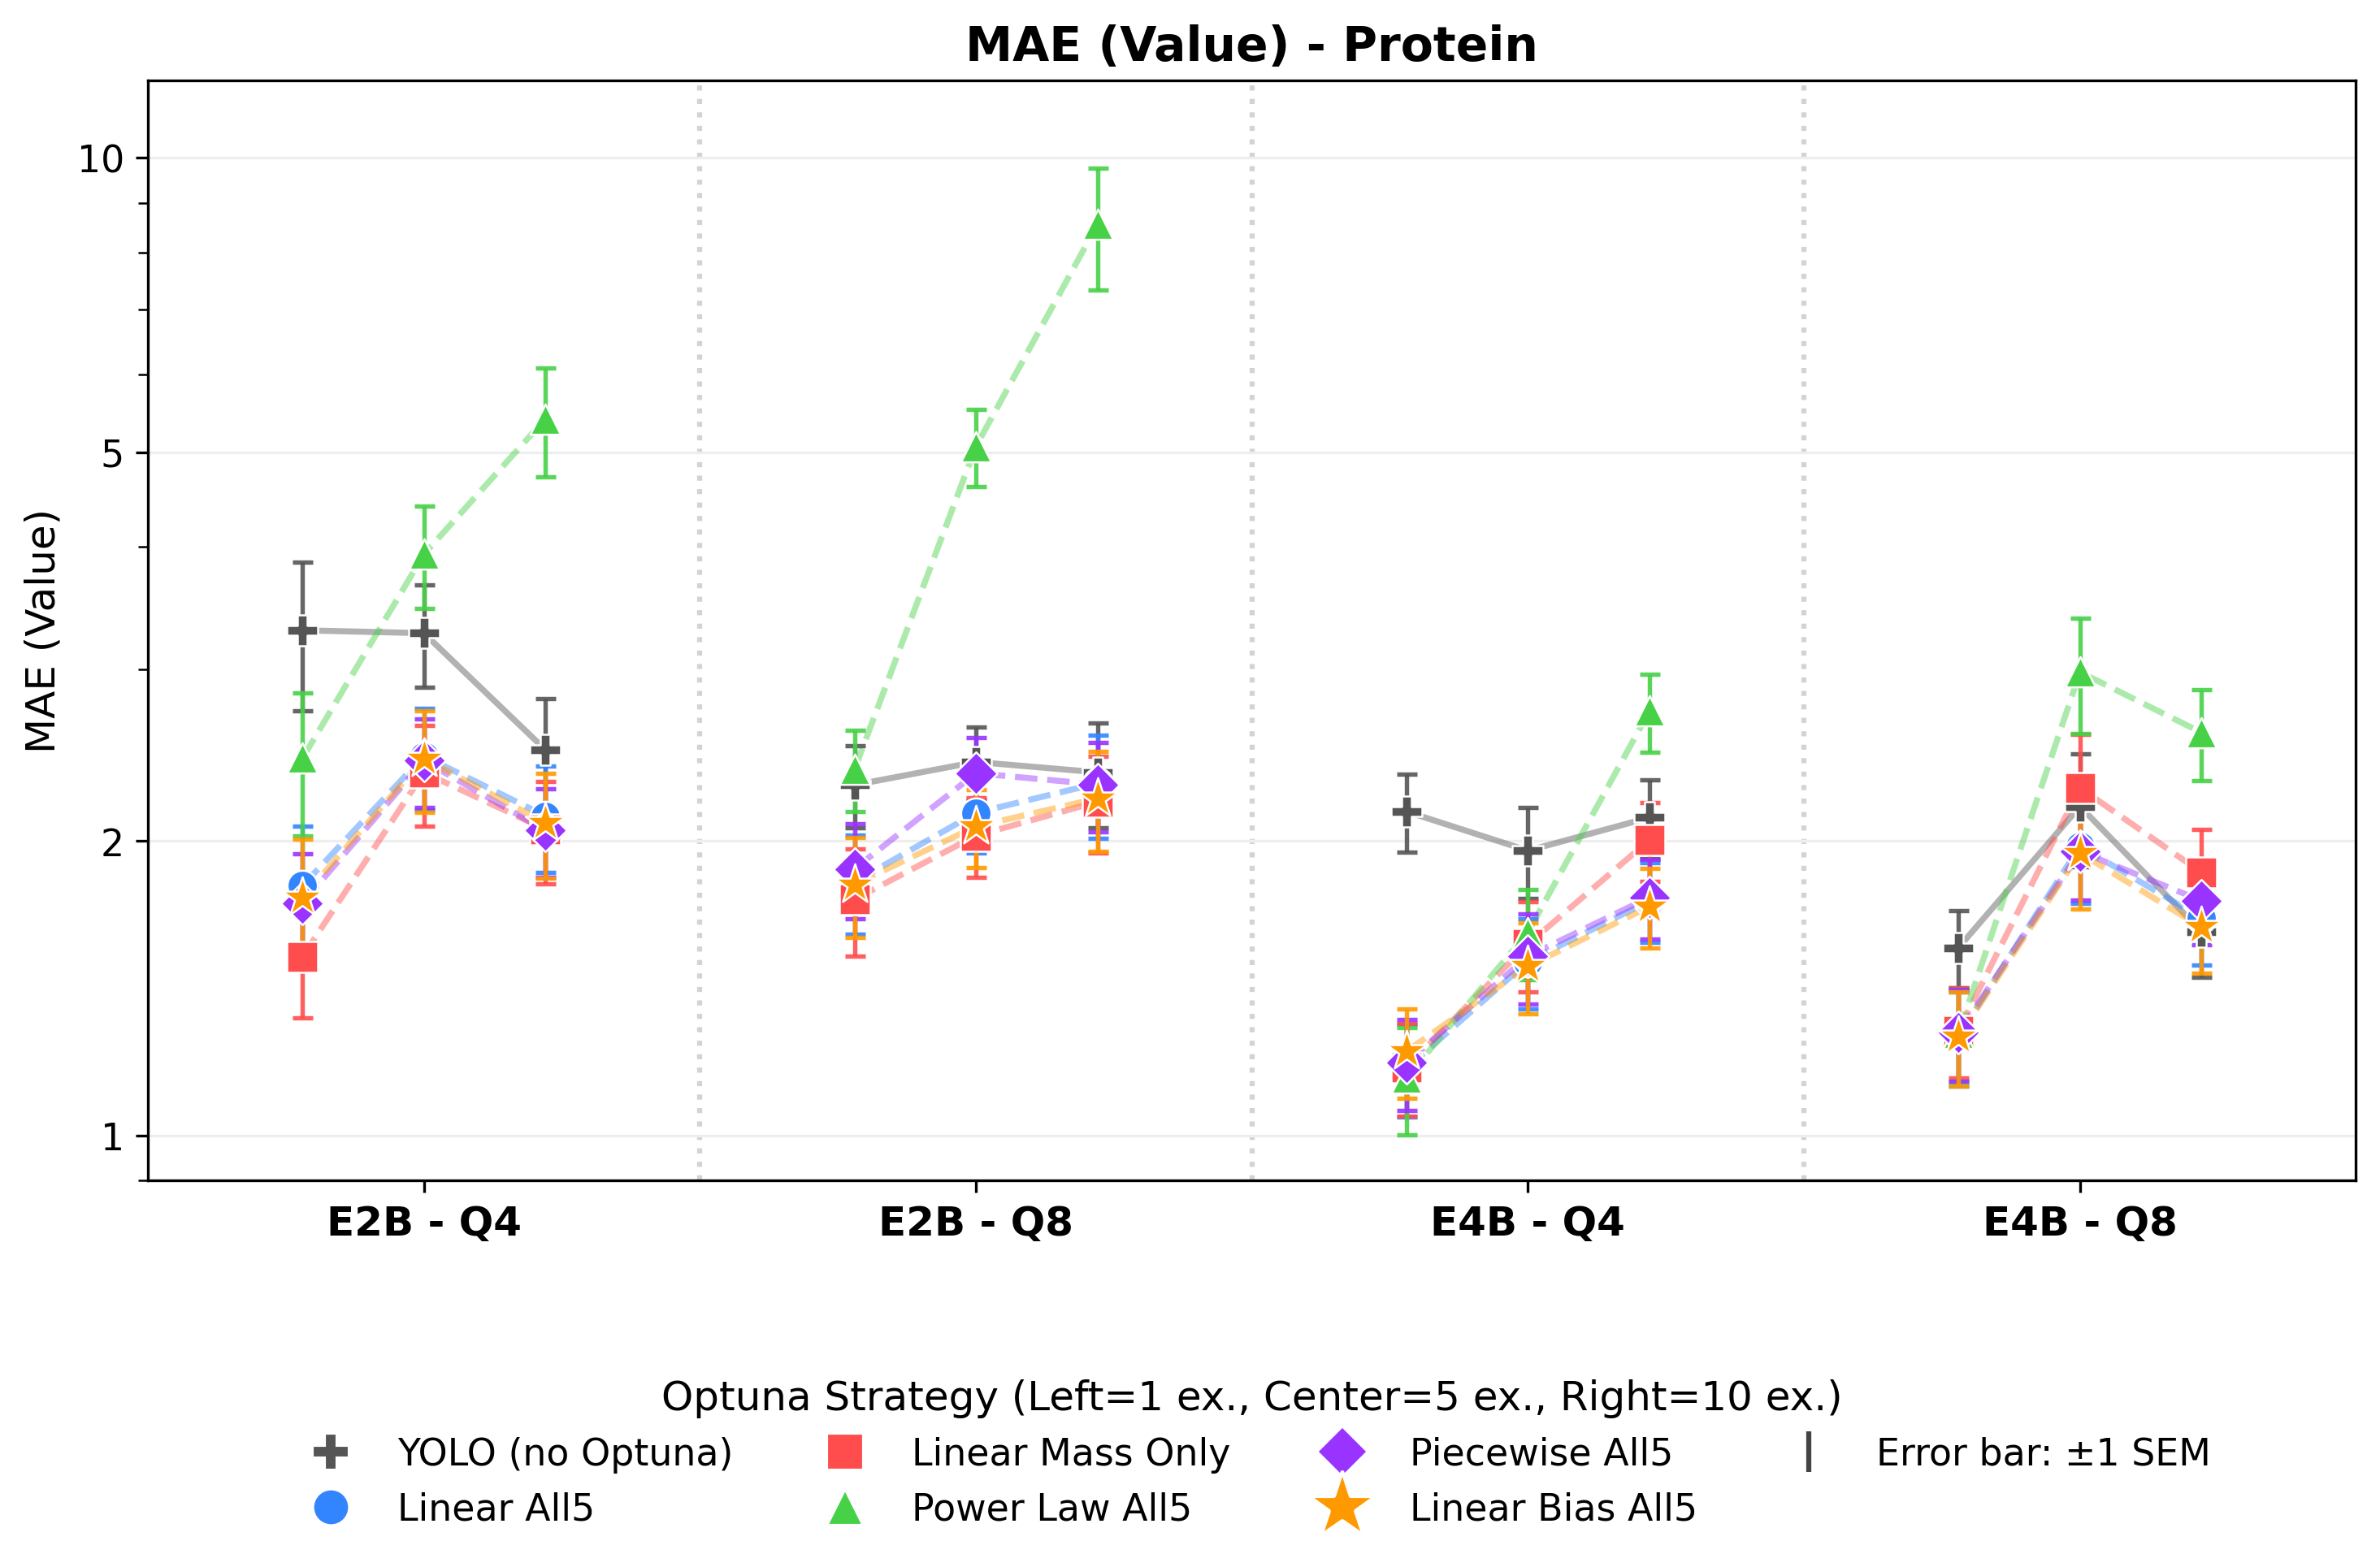 MAE (Value) - Protein
MAE (Value)
10
5
2
1
E2B - Q4
E2B - Q8
E4B - Q4
E4B - Q8
Optuna Strategy (Left=1 ex., Center=5 ex., Right=10 ex.)
YOLO (no Optuna)
Linear All5
Linear Mass Only
Power Law All5
Piecewise All5
Linear Bias All5
Error bar: ±1 SEM